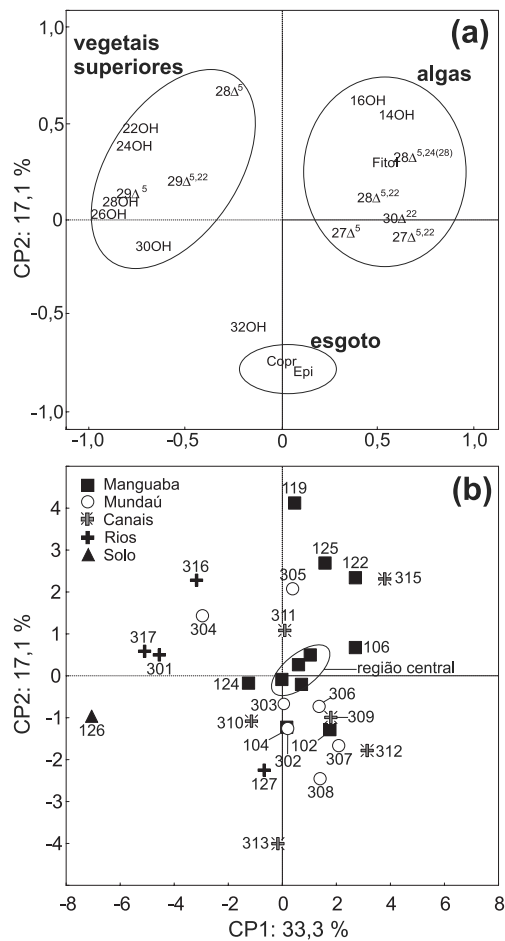 (a)
vegetais
superiores
algas
esgoto
28Δ⁵
22OH
24OH
29Δ⁵,²²
29Δ⁵
28OH
26OH
30OH
16OH
14OH
Fitol
28Δ⁵,²⁴⁽²⁸⁾
28Δ⁵,²²
30Δ²²
27Δ⁵
27Δ⁵,²²
32OH
Copr
Epi
CP2: 17,1 %
1,0
0,5
0
-0,5
-1,0
-1,0 -0,5 0 0,5 1,0
(b)
Manguaba
Mundaú
Canais
Rios
Solo
119
125
122
315
316
305
304
311
317
301
106
região central
124
126
303
306
310
309
104
302
102
307
312
127
308
313
CP2: 17,1 %
4
3
2
1
0
-1
-2
-3
-4
-8 -6 -4 -2 0 2 4 6 8
CP1: 33,3 %